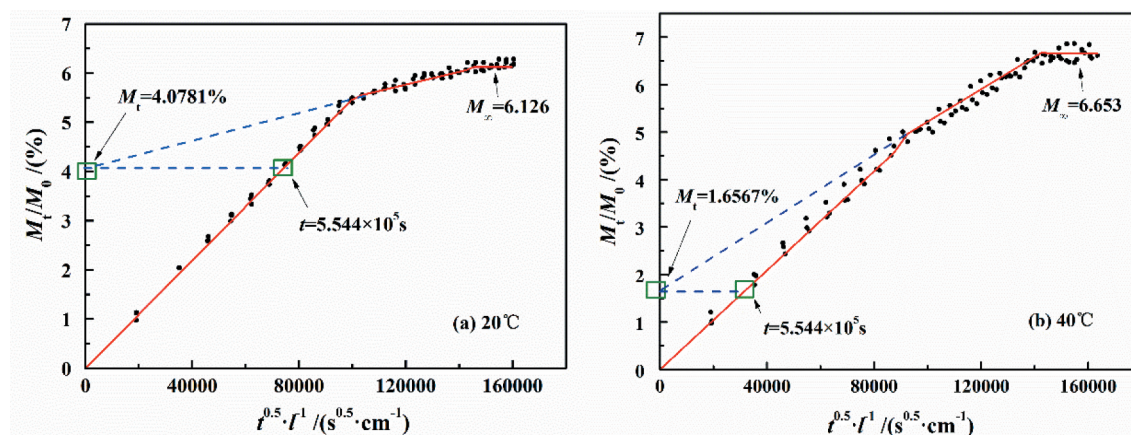 7
6
5
4
3
2
1
0
M_t/M_0/(%)
M_t=4.0781%
M_∞=6.126
t=5.544×10^5s
(a) 20℃
0
40000
80000
120000
160000
t^0.5·l^-1 /(s^0.5·cm^-1)
7
6
5
4
3
2
1
0
M_t/M_0/(%)
M_∞=6.653
M_t=1.6567%
t=5.544×10^5s
(b) 40℃
0
40000
80000
120000
160000
t^0.5·l^-1 /(s^0.5·cm^-1)